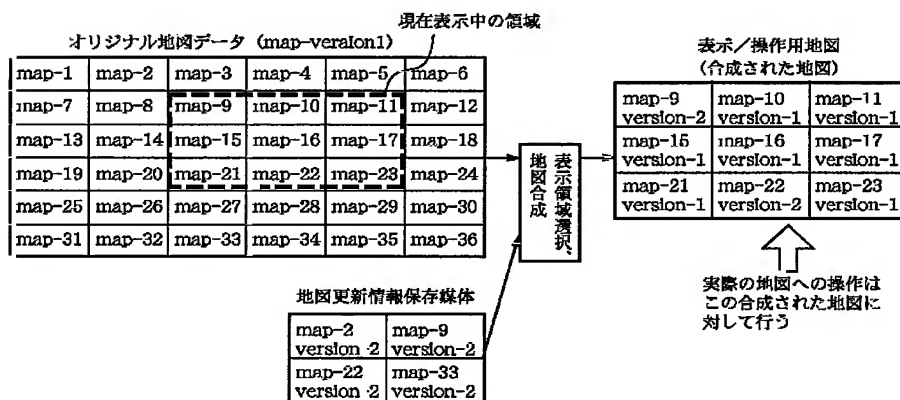 現在表示中の領域
オリジナル地図データ (map-veralon1)
map-1 map-2 map-3 map-4 map-5 map-6
map-7 map-8 map-9 map-10 map-11 map-12
map-13 map-14 map-15 map-16 map-17 map-18
map-19 map-20 map-21 map-22 map-23 map-24
map-25 map-26 map-27 map-28 map-29 map-30
map-31 map-32 map-33 map-34 map-35 map-36
地図更新情報保存媒体
map-2 map-9
version-2 version-2
map-22 map-33
version-2 version-2
表示領域選択、
地図合成
表示／操作用地図
(合成された地図)
map-9 map-10 map-11
version-2 version-1 version-1
map-15 map-16 map-17
version-1 version-1 version-1
map-21 map-22 map-23
version-1 version-2 version-1
実際の地図への操作は
この合成された地図に
対して行う